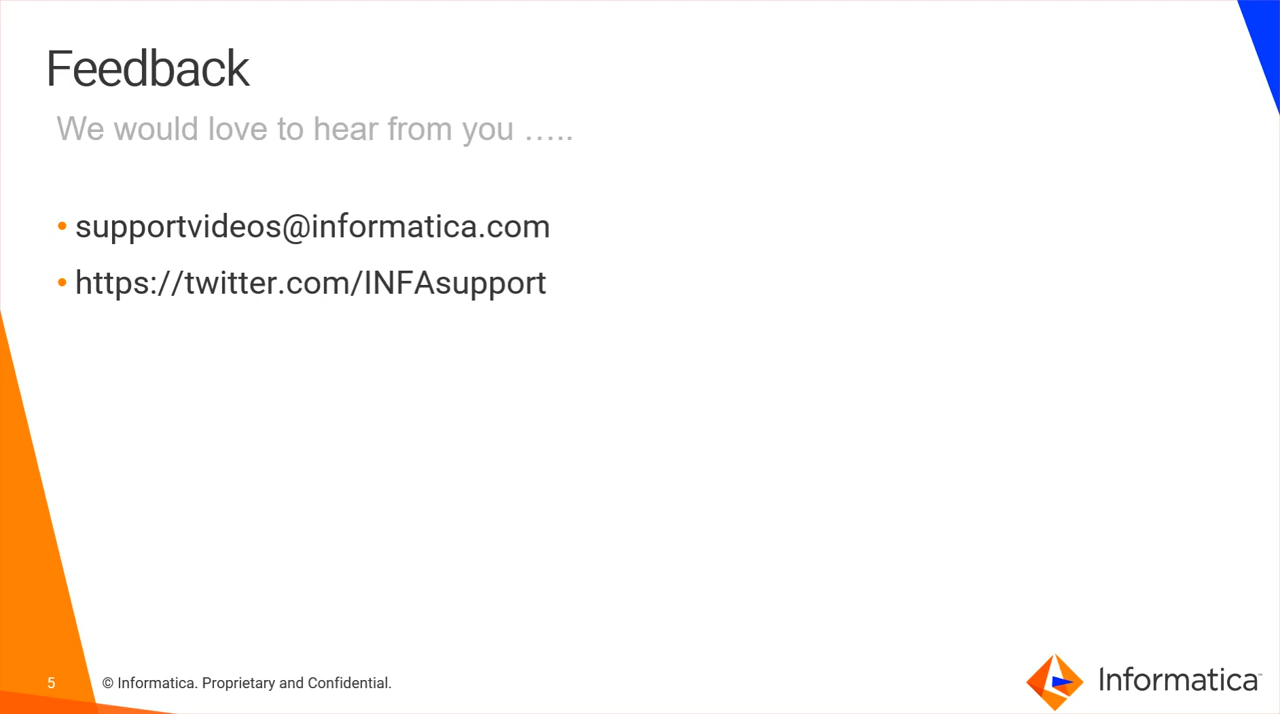 Feedback
We would love to hear from you …..
• supportvideos@informatica.com
• https://twitter.com/INFAsupport
5
© Informatica. Proprietary and Confidential.
Informatica™